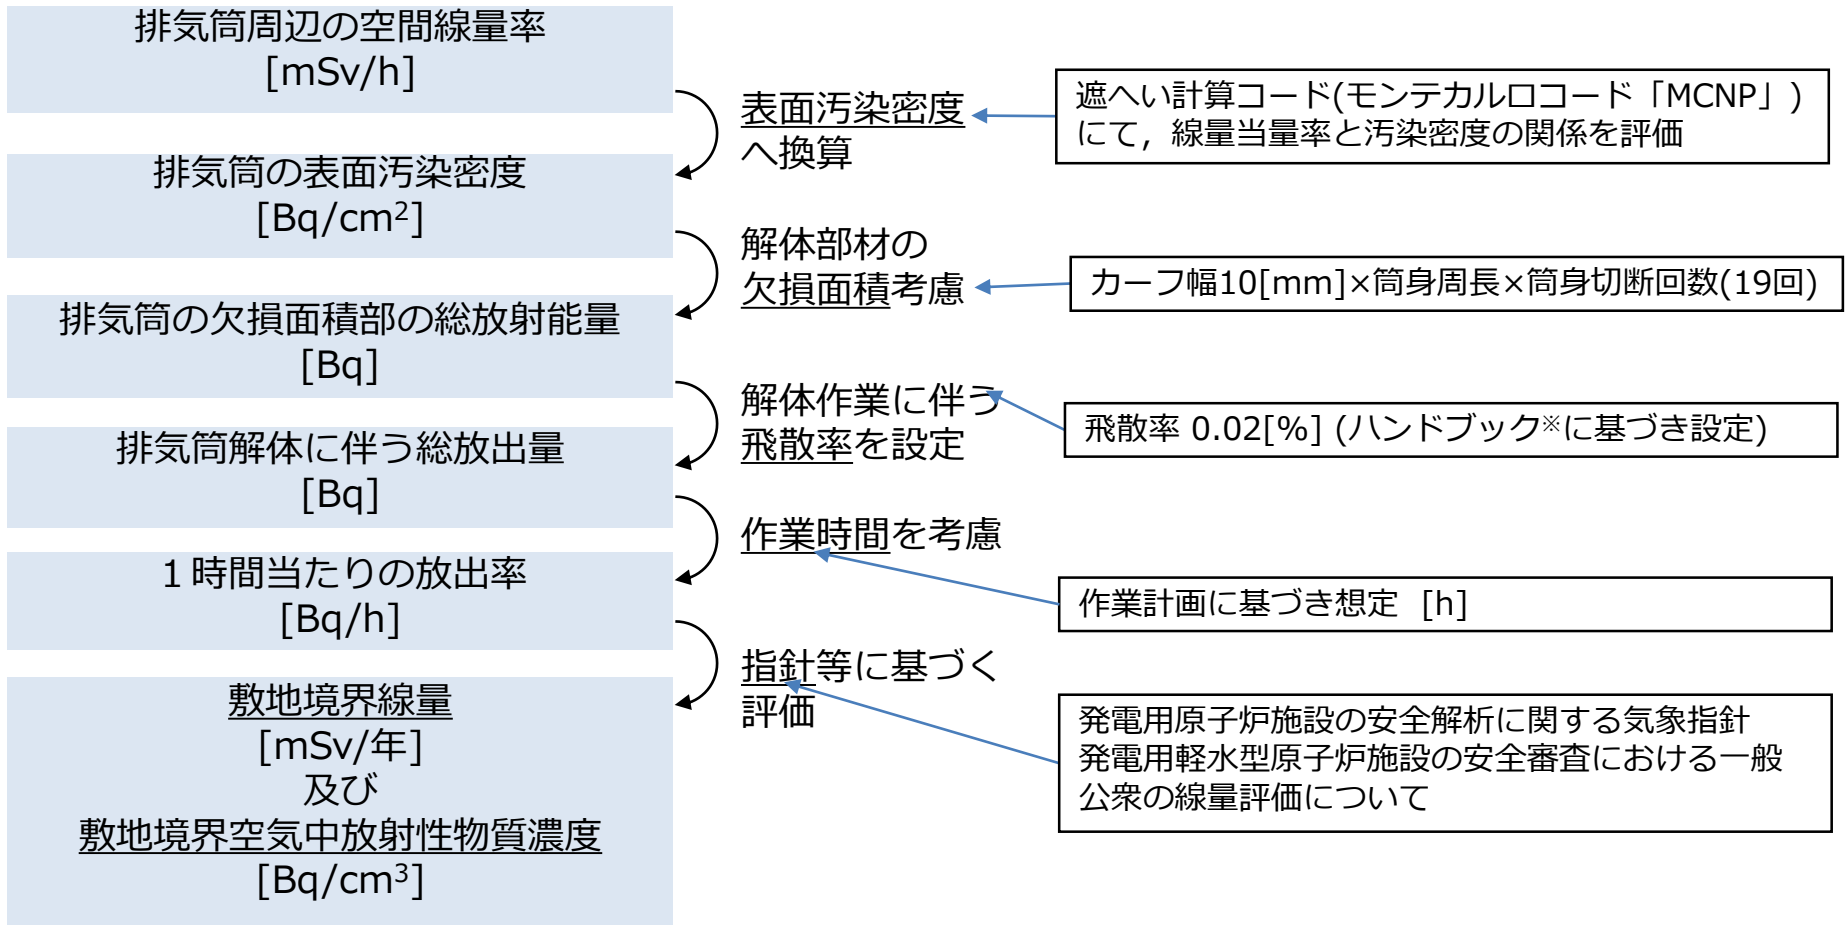 排気筒周辺の空間線量率
[mSv/h]
表面汚染密度
へ換算
遮へい計算コード(モンテカルロコード「MCNP」)
にて，線量当量率と汚染密度の関係を評価
排気筒の表面汚染密度
[Bq/cm²]
解体部材の
欠損面積考慮
カーフ幅10[mm]×筒身周長×筒身切断回数(19回)
排気筒の欠損面積部の総放射能量
[Bq]
解体作業に伴う
飛散率を設定
飛散率 0.02[%] (ハンドブック※に基づき設定)
排気筒解体に伴う総放出量
[Bq]
作業時間を考慮
作業計画に基づき想定 [h]
１時間当たりの放出率
[Bq/h]
指針等に基づく
評価
発電用原子炉施設の安全解析に関する気象指針
発電用軽水型原子炉施設の安全審査における一般
公衆の線量評価について
敷地境界線量
[mSv/年]
及び
敷地境界空気中放射性物質濃度
[Bq/cm³]